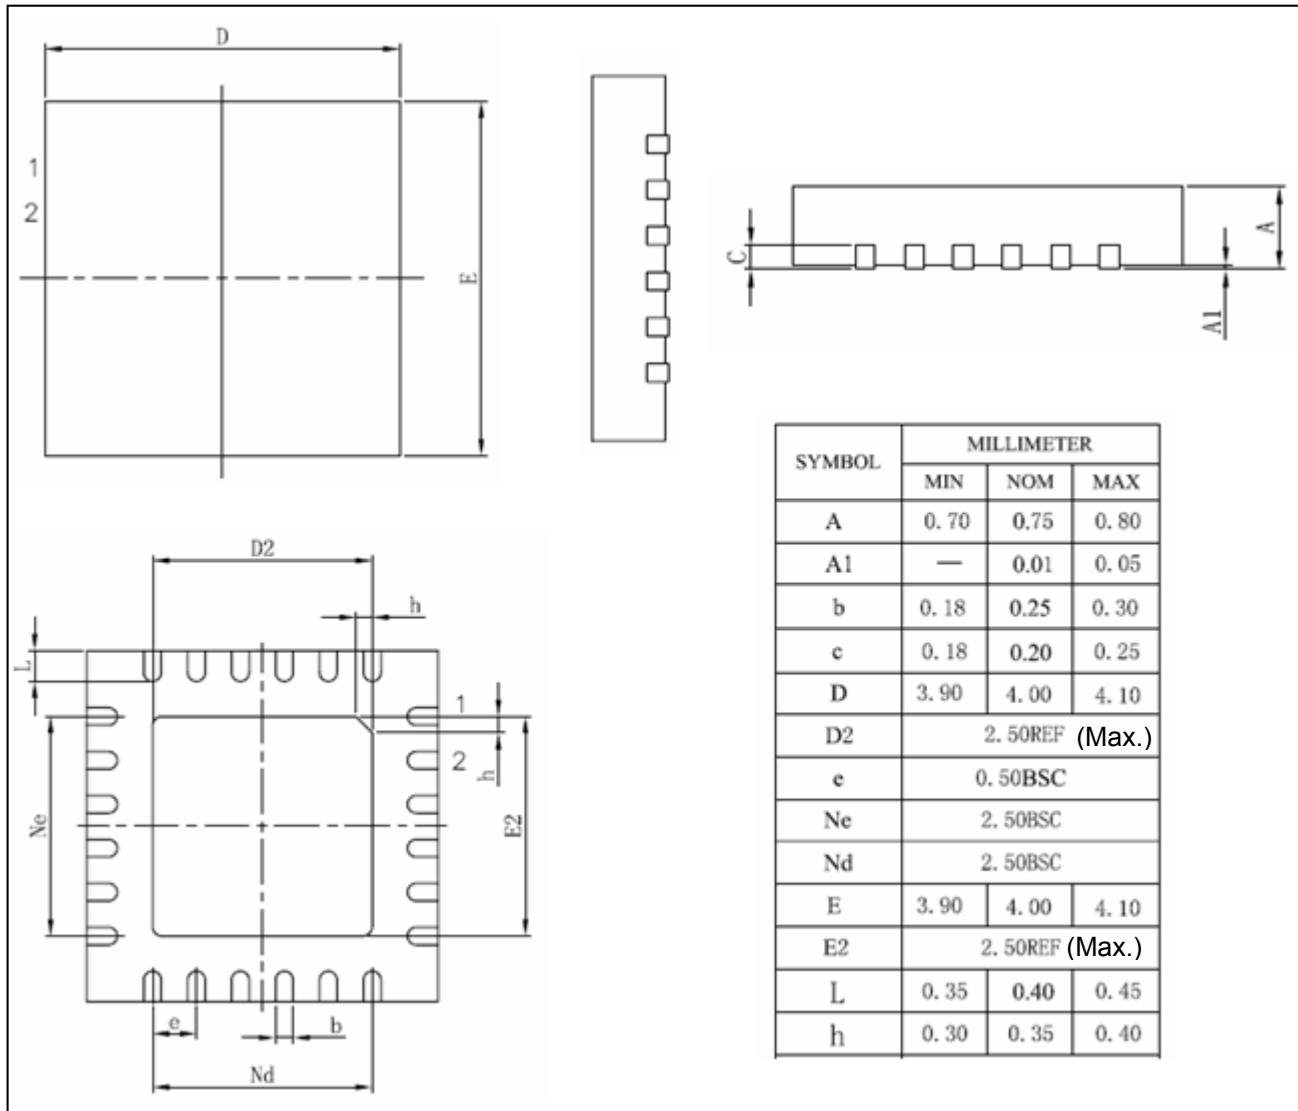 D
1
2
E
C
A
A1
D2
h
L
1
2
h
Ne
E2
e
b
Nd
SYMBOL MILLIMETER
MIN NOM MAX
A 0.70 0.75 0.80
A1 — 0.01 0.05
b 0.18 0.25 0.30
c 0.18 0.20 0.25
D 3.90 4.00 4.10
D2 2.50REF (Max.)
e 0.50BSC
Ne 2.50BSC
Nd 2.50BSC
E 3.90 4.00 4.10
E2 2.50REF (Max.)
L 0.35 0.40 0.45
h 0.30 0.35 0.40